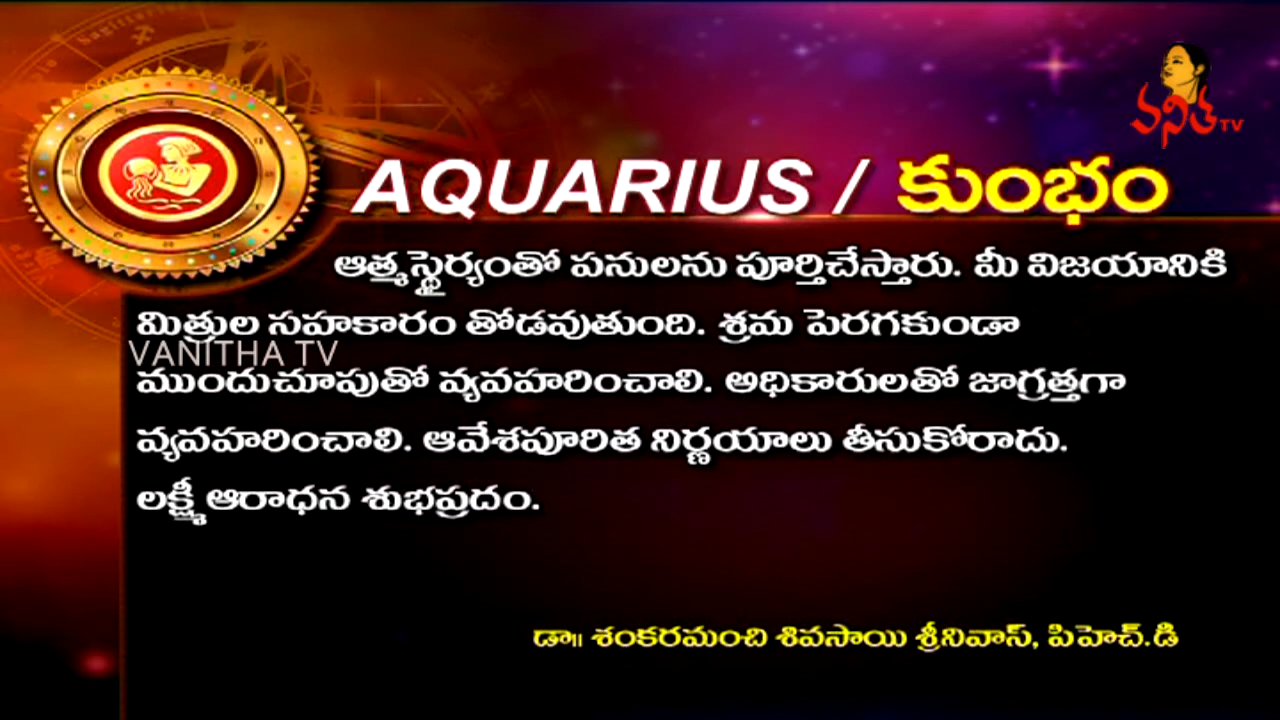 వనిత TV
AQUARIUS / కుంభం
ఆత్మస్థైర్యంతో పనులను పూర్తిచేస్తారు. మీ విజయానికి
మిత్రుల సహకారం తోడవుతుంది. శ్రమ పెరగకుండా
VANITHA TV
ముందుచూపుతో వ్యవహరించాలి. అధికారులతో జాగ్రత్తగా
వ్యవహరించాలి. ఆవేశపూరిత నిర్ణయాలు తీసుకోరాదు.
లక్ష్మీ ఆరాధన శుభప్రదం.
డా॥ శంకరమంచి శివసాయి శ్రీనివాస్, పిహెచ్.డి